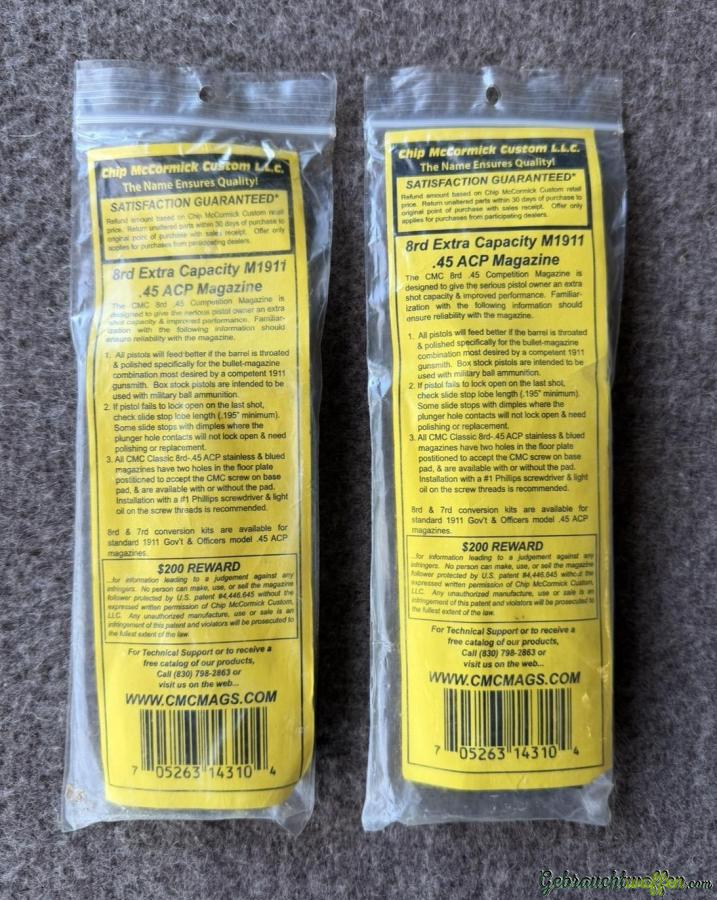 Chip McCormick Custom L.L.C.
The Name Ensures Quality!
SATISFACTION GUARANTEED*
Refund amount based on Chip McCormick Custom retail
price. Return unaltered parts within 30 days of purchase to
original point of purchase with sales receipt. Offer only
applies for purchases from participating dealers.
8rd Extra Capacity M1911
.45 ACP Magazine
The CMC 8rd .45 Competition Magazine is
designed to give the serious pistol owner an extra
shot capacity & improved performance. Familiar-
ization with the following information should
ensure reliability with the magazine.
1. All pistols will feed better if the barrel is throated
& polished specifically for the bullet-magazine
combination most desired by a competent 1911
gunsmith. Box stock pistols are intended to be
used with military ball ammunition.
2. If pistol fails to lock open on the last shot,
check slide stop lobe length (.195" minimum).
Some slide stops with dimples where the
plunger hole contacts will not lock open & need
polishing or replacement.
3. All CMC Classic 8rd-.45 ACP stainless & blued
magazines have two holes in the floor plate
postitioned to accept the CMC screw on base
pad, & are available with or without the pad.
Installation with a #1 Phillips screwdriver & light
oil on the screw threads is recommended.
8rd & 7rd conversion kits are available for
standard 1911 Gov't & Officers model .45 ACP
magazines.
$200 REWARD
...for information leading to a judgement against any
infringers. No person can make, use, or sell the magazine
follower protected by U.S. patent #4,446,645 without the
expressed written permission of Chip McCormick Custom,
LLC. Any unauthorized manufacture, use or sale is an
infringement of this patent and violators will be prosecuted to
the fullest extent of the law.
For Technical Support or to receive a
free catalog of our products,
Call (830) 798-2863 or
visit us on the web...
WWW.CMCMAGS.COM
7 05263 14310 4
Chip McCormick Custom L.L.C.
The Name Ensures Quality!
SATISFACTION GUARANTEED*
Refund amount based on Chip McCormick Custom retail
price. Return unaltered parts within 30 days of purchase to
original point of purchase with sales receipt. Offer only
applies for purchases from participating dealers.
8rd Extra Capacity M1911
.45 ACP Magazine
The CMC 8rd .45 Competition Magazine is
designed to give the serious pistol owner an extra
shot capacity & improved performance. Familiar-
ization with the following information should
ensure reliability with the magazine.
1. All pistols will feed better if the barrel is throated
& polished specifically for the bullet-magazine
combination most desired by a competent 1911
gunsmith. Box stock pistols are intended to be
used with military ball ammunition.
2. If pistol fails to lock open on the last shot,
check slide stop lobe length (.195" minimum).
Some slide stops with dimples where the
plunger hole contacts will not lock open & need
polishing or replacement.
3. All CMC Classic 8rd-.45 ACP stainless & blued
magazines have two holes in the floor plate
postitioned to accept the CMC screw on base
pad, & are available with or without the pad.
Installation with a #1 Phillips screwdriver & light
oil on the screw threads is recommended.
8rd & 7rd conversion kits are available for
standard 1911 Gov't & Officers model .45 ACP
magazines.
$200 REWARD
...for information leading to a judgement against any
infringers. No person can make, use, or sell the magazine
follower protected by U.S. patent #4,446,645 without the
expressed written permission of Chip McCormick Custom,
LLC. Any unauthorized manufacture, use or sale is an
infringement of this patent and violators will be prosecuted to
the fullest extent of the law.
For Technical Support or to receive a
free catalog of our products,
Call (830) 798-2863 or
visit us on the web...
WWW.CMCMAGS.COM
7 05263 14310 4
Gebrauchtwaffen.com